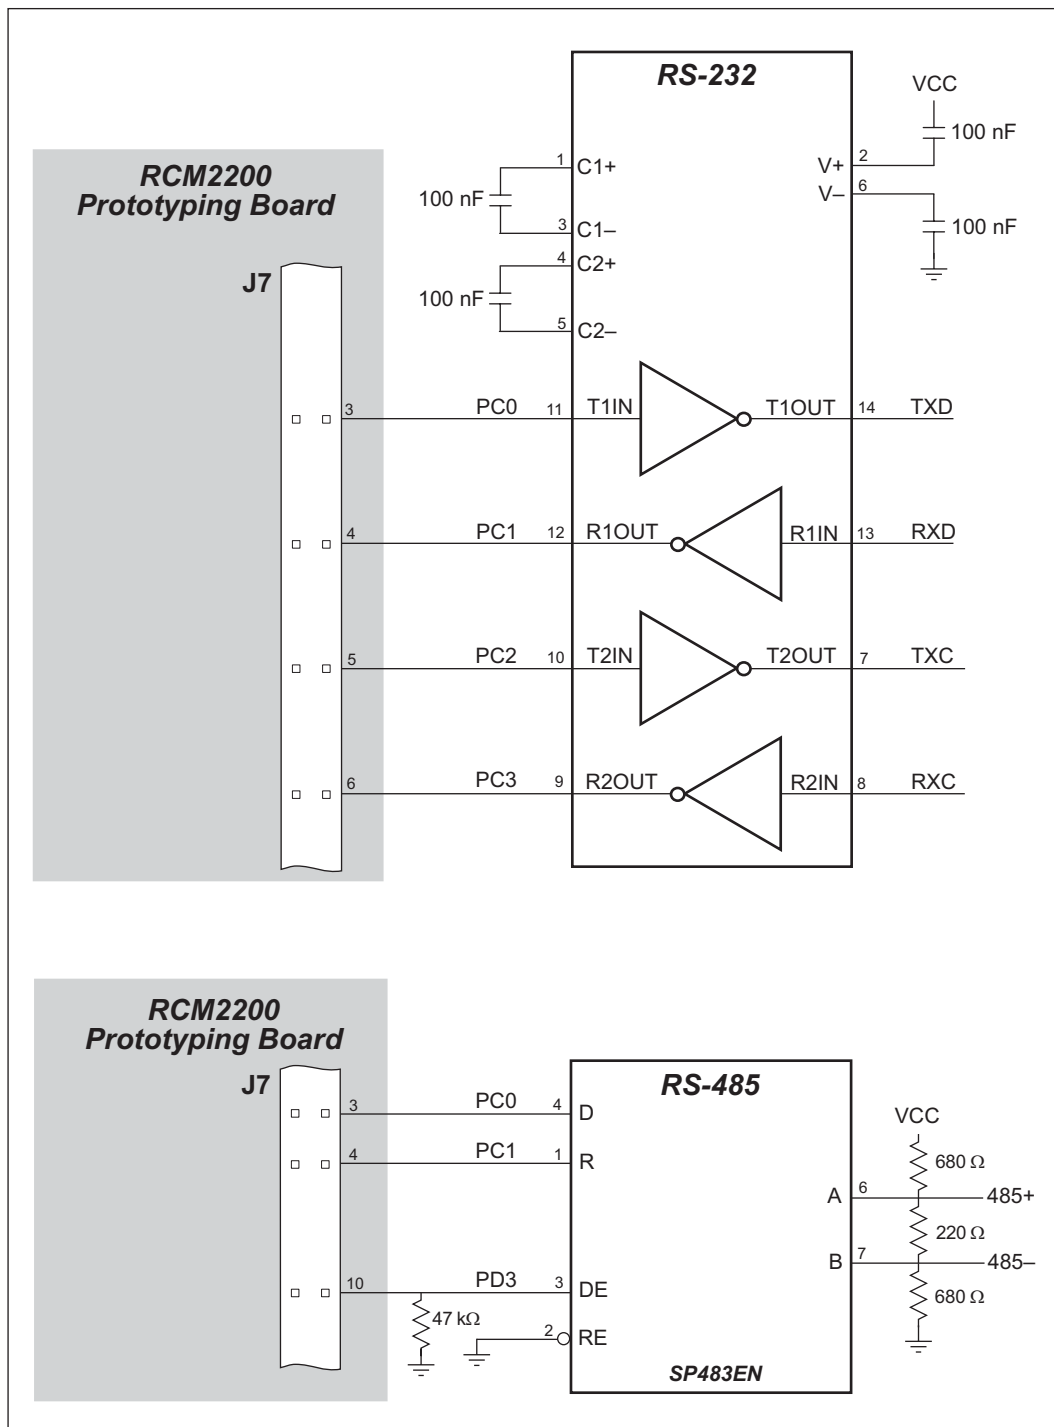 RS-232
VCC
100 nF
2
V+
6
V–
100 nF
1
C1+
100 nF
3
C1–
4
C2+
100 nF
5
C2–
RCM2200
Prototyping Board
J7
3 PC0 11 T1IN T1OUT 14 TXD
4 PC1 12 R1OUT R1IN 13 RXD
5 PC2 10 T2IN T2OUT 7 TXC
6 PC3 9 R2OUT R2IN 8 RXC
RCM2200
Prototyping Board
J7
RS-485
3 PC0 4 D
4 PC1 1 R
10 PD3 3 DE
47 kΩ
2 RE
VCC
680 Ω
A 6 485+
220 Ω
B 7 485–
680 Ω
SP483EN